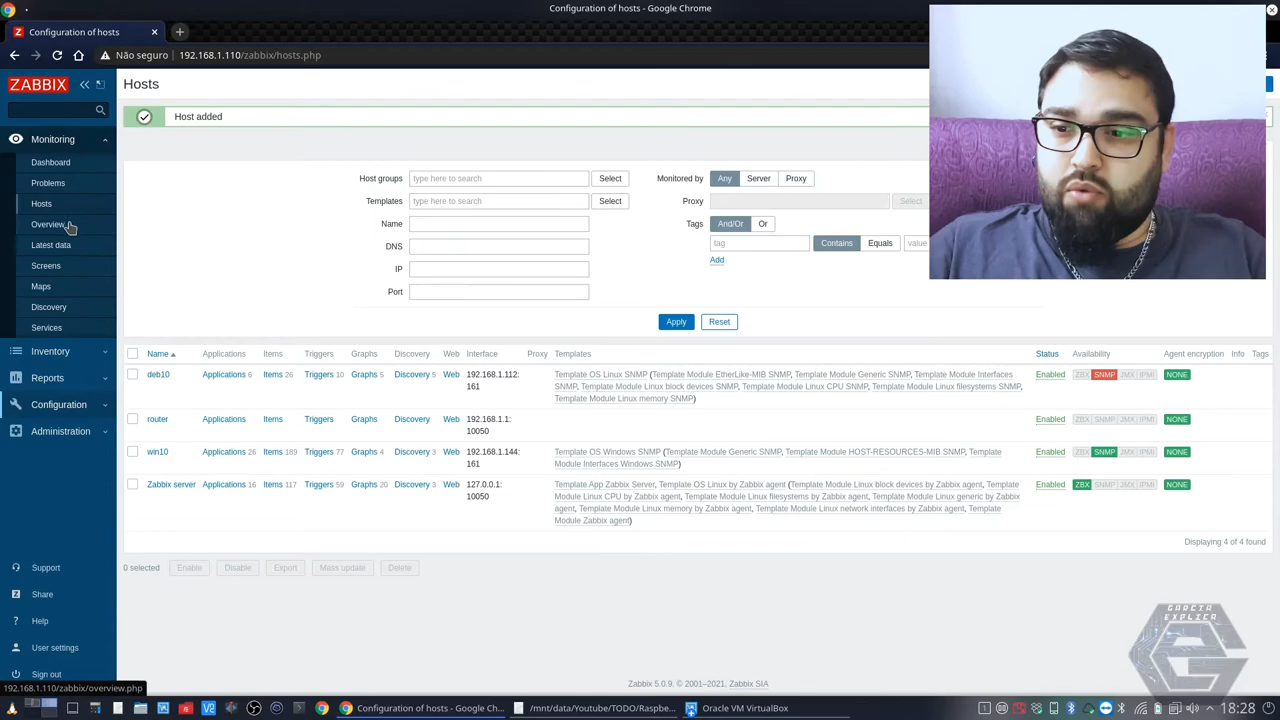 Configuration of hosts - Google Chrome
Configuration of hosts
Não seguro 192.168.1.110/zabbix/hosts.php
ZABBIX
Monitoring
Dashboard
Problems
Hosts
Overview
Latest data
Screens
Maps
Discovery
Services
Inventory
Reports
Configuration
Administration
Support
Share
Help
User settings
Sign out
192.168.1.110/zabbix/overview.php
Hosts
Host added
Host groups type here to search Select
Templates type here to search Select
Name
DNS
IP
Port
Monitored by Any Server Proxy
Proxy Select
Tags And/Or Or
tag Contains Equals value
Add
Apply Reset
Name Applications Items Triggers Graphs Discovery Web Interface Proxy Templates Status Availability Agent encryption Info Tags
deb10 Applications 6 Items 26 Triggers 10 Graphs 5 Discovery 5 Web 192.168.1.112: Template OS Linux SNMP (Template Module EtherLike-MIB SNMP, Template Module Generic SNMP, Template Module Interfaces Enabled ZBX SNMP JMX IPMI NONE
161 SNMP, Template Module Linux block devices SNMP, Template Module Linux CPU SNMP, Template Module Linux filesystems SNMP,
Template Module Linux memory SNMP)
router Applications Items Triggers Graphs Discovery Web 192.168.1.1: Enabled ZBX SNMP JMX IPMI NONE
10050
win10 Applications 26 Items 189 Triggers 77 Graphs 4 Discovery 3 Web 192.168.1.144: Template OS Windows SNMP (Template Module Generic SNMP, Template Module HOST-RESOURCES-MIB SNMP, Template Enabled ZBX SNMP JMX IPMI NONE
161 Module Interfaces Windows SNMP)
Zabbix server Applications 16 Items 117 Triggers 59 Graphs 20 Discovery 3 Web 127.0.0.1: Template App Zabbix Server, Template OS Linux by Zabbix agent (Template Module Linux block devices by Zabbix agent, Template Enabled ZBX SNMP JMX IPMI NONE
10050 Module Linux CPU by Zabbix agent, Template Module Linux filesystems by Zabbix agent, Template Module Linux generic by Zabbix
agent, Template Module Linux memory by Zabbix agent, Template Module Linux network interfaces by Zabbix agent, Template
Module Zabbix agent)
Displaying 4 of 4 found
0 selected Enable Disable Export Mass update Delete
GARCIA
EXPLICA
Zabbix 5.0.9. © 2001–2021, Zabbix SIA
Configuration of hosts - Google Chr... /mnt/data/Youtube/TODO/Raspbe... Oracle VM VirtualBox 18:28